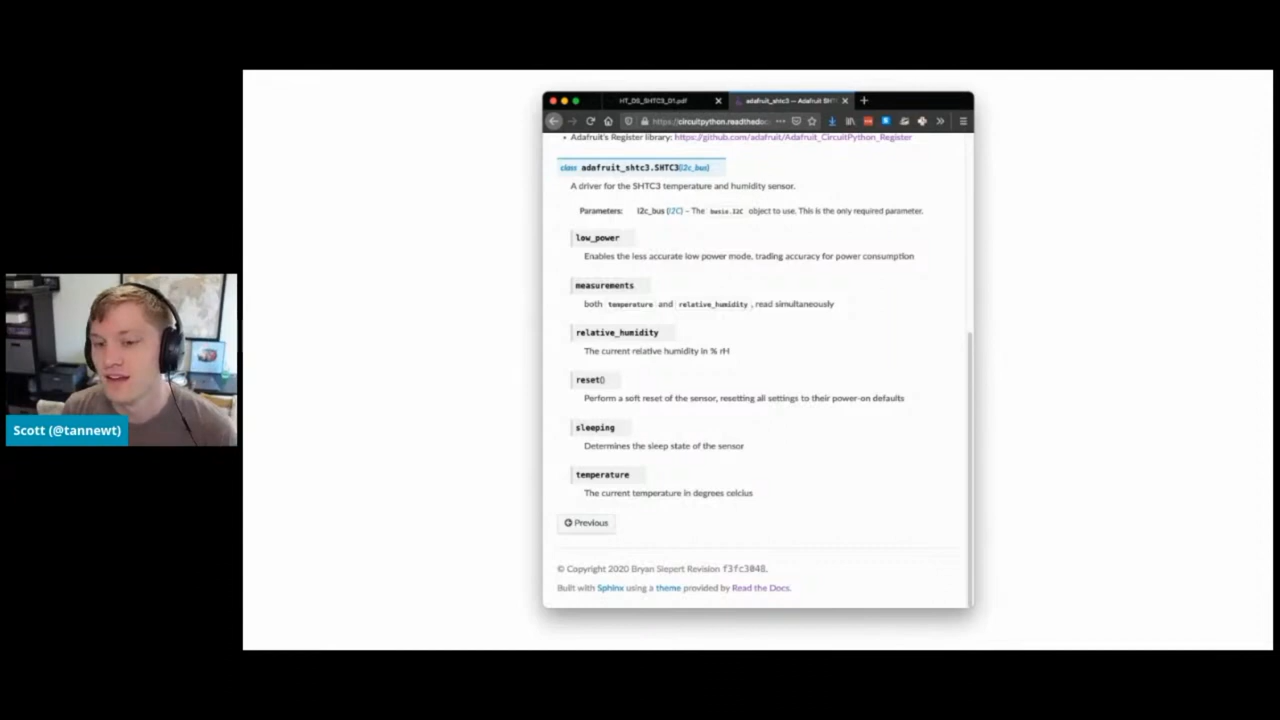 HT_DS_SHTC3_D1.pdf
adafruit_shtc3 — Adafruit SHT
https://circuitpython.readthedoc
• Adafruit's Register library: https://github.com/adafruit/Adafruit_CircuitPython_Register
class adafruit_shtc3.SHTC3(i2c_bus)
A driver for the SHTC3 temperature and humidity sensor.
Parameters: i2c_bus (I2C) – The busio.I2C object to use. This is the only required parameter.
low_power
Enables the less accurate low power mode, trading accuracy for power consumption
measurements
both temperature and relative_humidity , read simultaneously
relative_humidity
The current relative humidity in % rH
reset()
Perform a soft reset of the sensor, resetting all settings to their power-on defaults
sleeping
Determines the sleep state of the sensor
temperature
The current temperature in degrees celcius
Previous
© Copyright 2020 Bryan Siepert Revision f3fc3048.
Built with Sphinx using a theme provided by Read the Docs.
Scott (@tannewt)